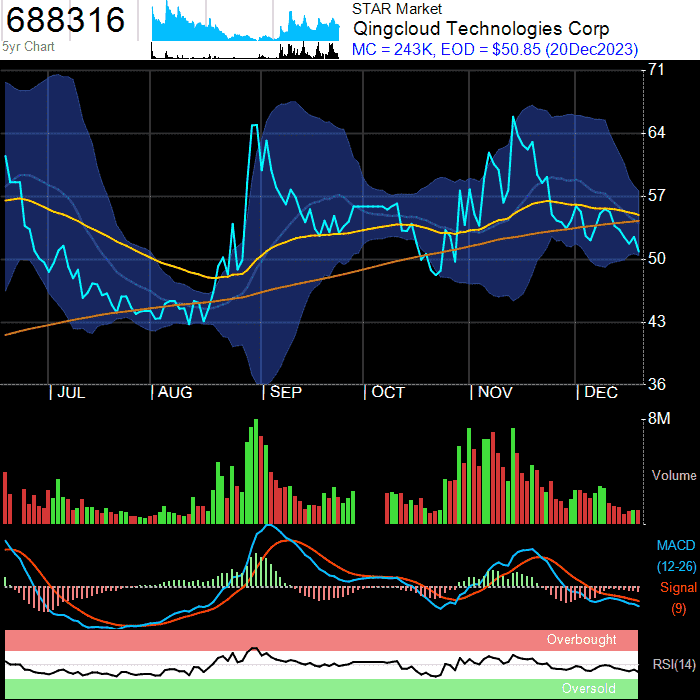 688316
5yr Chart
STAR Market
Qingcloud Technologies Corp
MC = 243K, EOD = $50.85 (20Dec2023)
71
64
57
50
43
36
| JUL | AUG | SEP | OCT | NOV | DEC
8M
Volume
MACD
(12-26)
Signal
(9)
Overbought
RSI(14)
Oversold